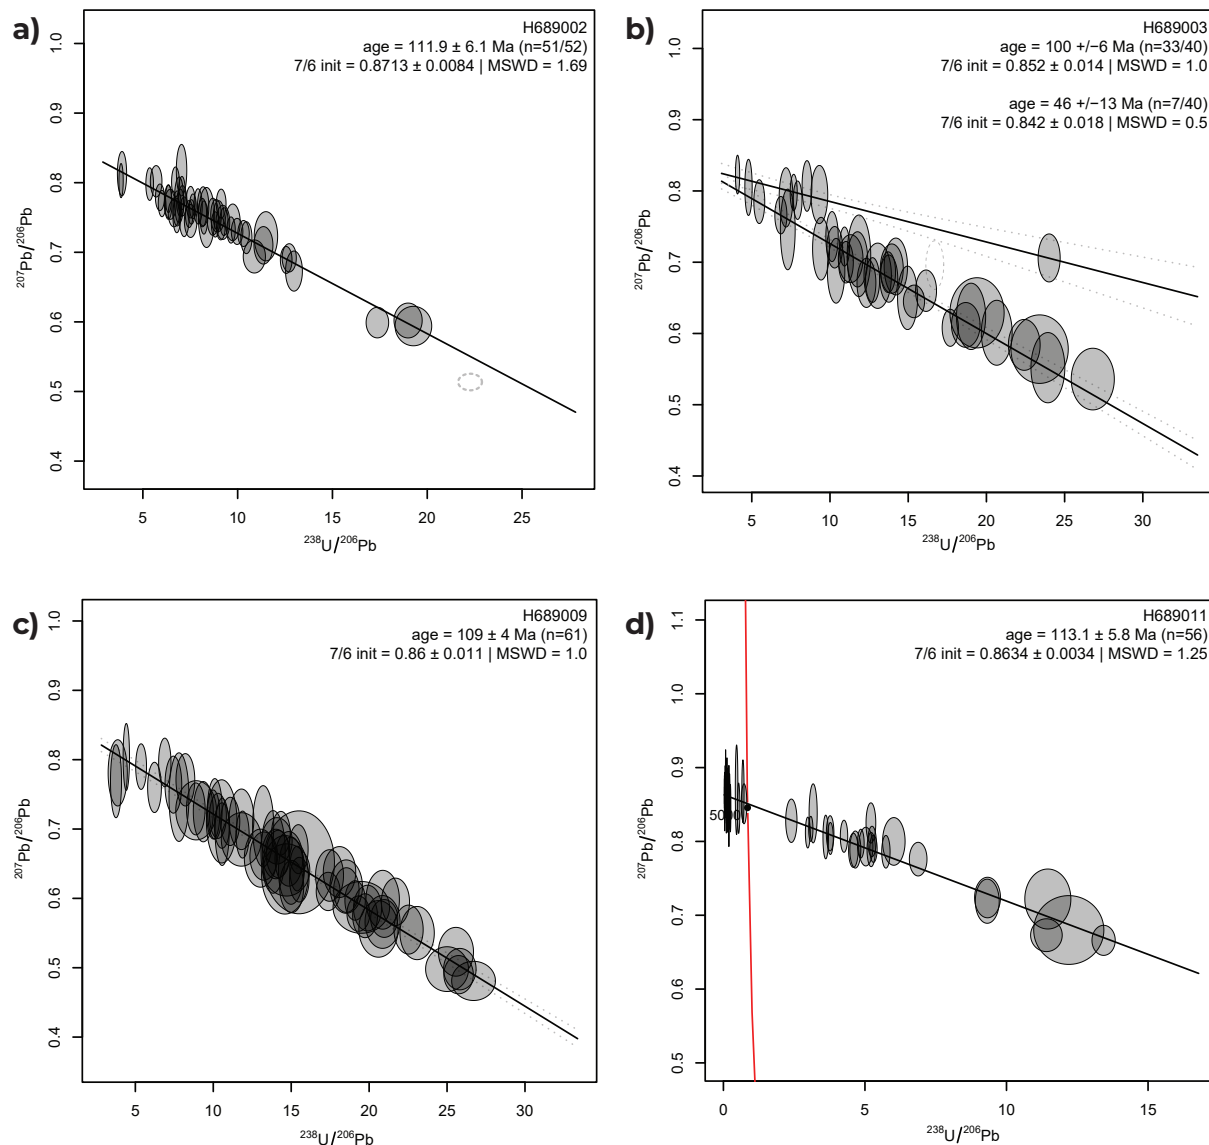 a)
H689002
age = 111.9 ± 6.1 Ma (n=51/52)
7/6 init = 0.8713 ± 0.0084 | MSWD = 1.69
1.0
0.9
0.8
0.7
0.6
0.5
0.4
207Pb/206Pb
5 10 15 20 25
238U/206Pb
b)
H689003
age = 100 +/−6 Ma (n=33/40)
7/6 init = 0.852 ± 0.014 | MSWD = 1.0
age = 46 +/−13 Ma (n=7/40)
7/6 init = 0.842 ± 0.018 | MSWD = 0.5
1.0
0.9
0.8
0.7
0.6
0.5
0.4
207Pb/206Pb
5 10 15 20 25 30
238U/206Pb
c)
H689009
age = 109 ± 4 Ma (n=61)
7/6 init = 0.86 ± 0.011 | MSWD = 1.0
1.0
0.9
0.8
0.7
0.6
0.5
0.4
207Pb/206Pb
5 10 15 20 25 30
238U/206Pb
d)
H689011
age = 113.1 ± 5.8 Ma (n=56)
7/6 init = 0.8634 ± 0.0034 | MSWD = 1.25
1.1
1.0
0.9
0.8
0.7
0.6
0.5
207Pb/206Pb
5000
0 5 10 15
238U/206Pb